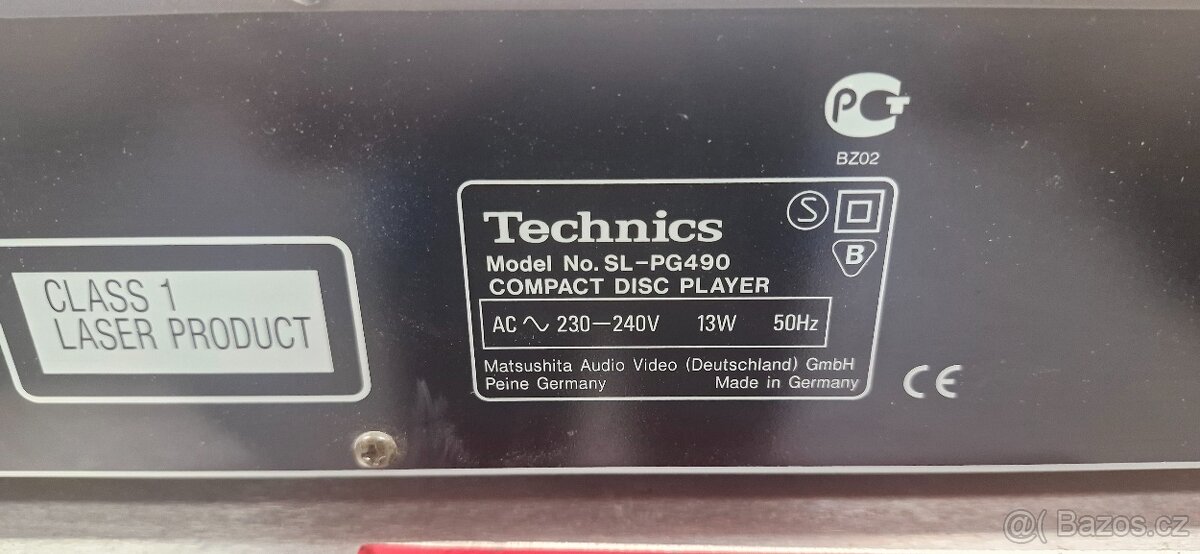 РСТ
BZ02
Technics
S
B
Model No. SL-PG490
COMPACT DISC PLAYER
AC ∿ 230—240V 13W 50Hz
Matsushita Audio Video (Deutschland) GmbH
Peine Germany Made in Germany
CE
CLASS 1
LASER PRODUCT
@( Bazos.cz